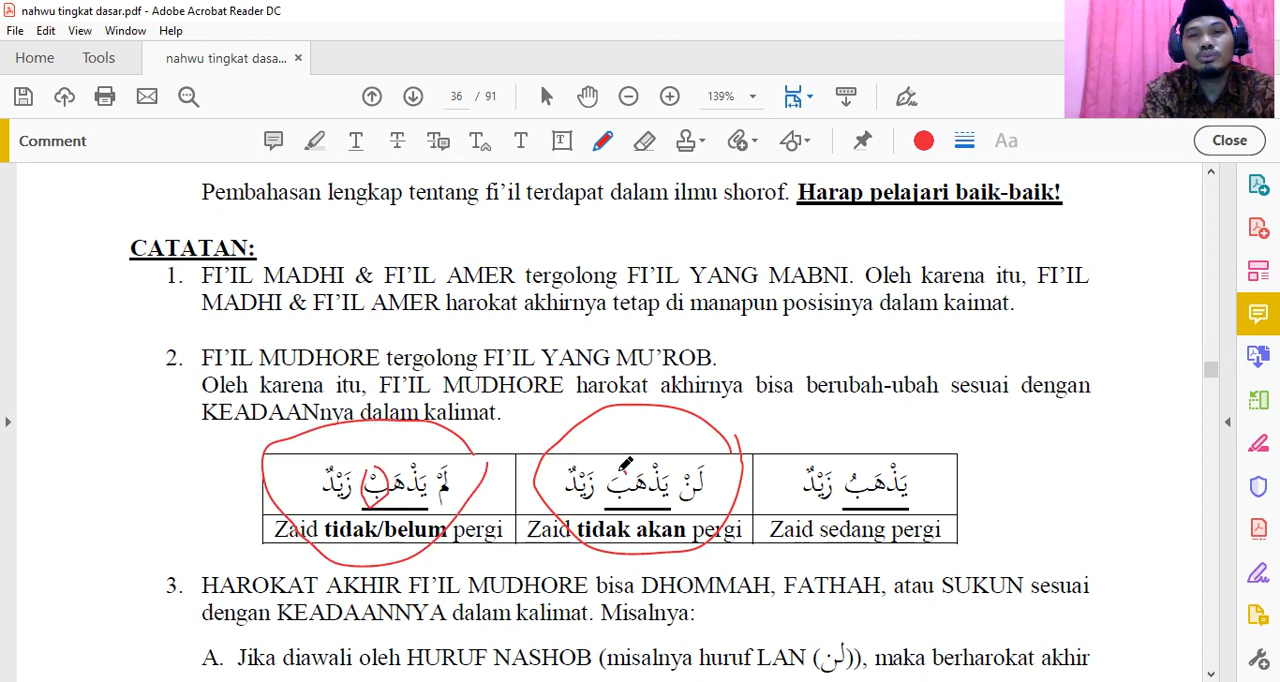 nahwu tingkat dasar.pdf - Adobe Acrobat Reader DC
File Edit View Window Help
Home Tools nahwu tingkat dasa... ×
36 / 91 139%
Comment Close
Pembahasan lengkap tentang fi’il terdapat dalam ilmu shorof. Harap pelajari baik-baik!
CATATAN:
1. FI’IL MADHI & FI’IL AMER tergolong FI’IL YANG MABNI. Oleh karena itu, FI’IL
MADHI & FI’IL AMER harokat akhirnya tetap di manapun posisinya dalam kaimat.
2. FI’IL MUDHORE tergolong FI’IL YANG MU’ROB.
Oleh karena itu, FI’IL MUDHORE harokat akhirnya bisa berubah-ubah sesuai dengan
KEADAANnya dalam kalimat.
لَمْ يَذْهَبْ زَيْدٌ لَنْ يَذْهَبَ زَيْدٌ يَذْهَبُ زَيْدٌ
Zaid tidak/belum pergi Zaid tidak akan pergi Zaid sedang pergi
3. HAROKAT AKHIR FI’IL MUDHORE bisa DHOMMAH, FATHAH, atau SUKUN sesuai
dengan KEADAANNYA dalam kalimat. Misalnya:
A. Jika diawali oleh HURUF NASHOB (misalnya huruf LAN (لن)), maka berharokat akhir